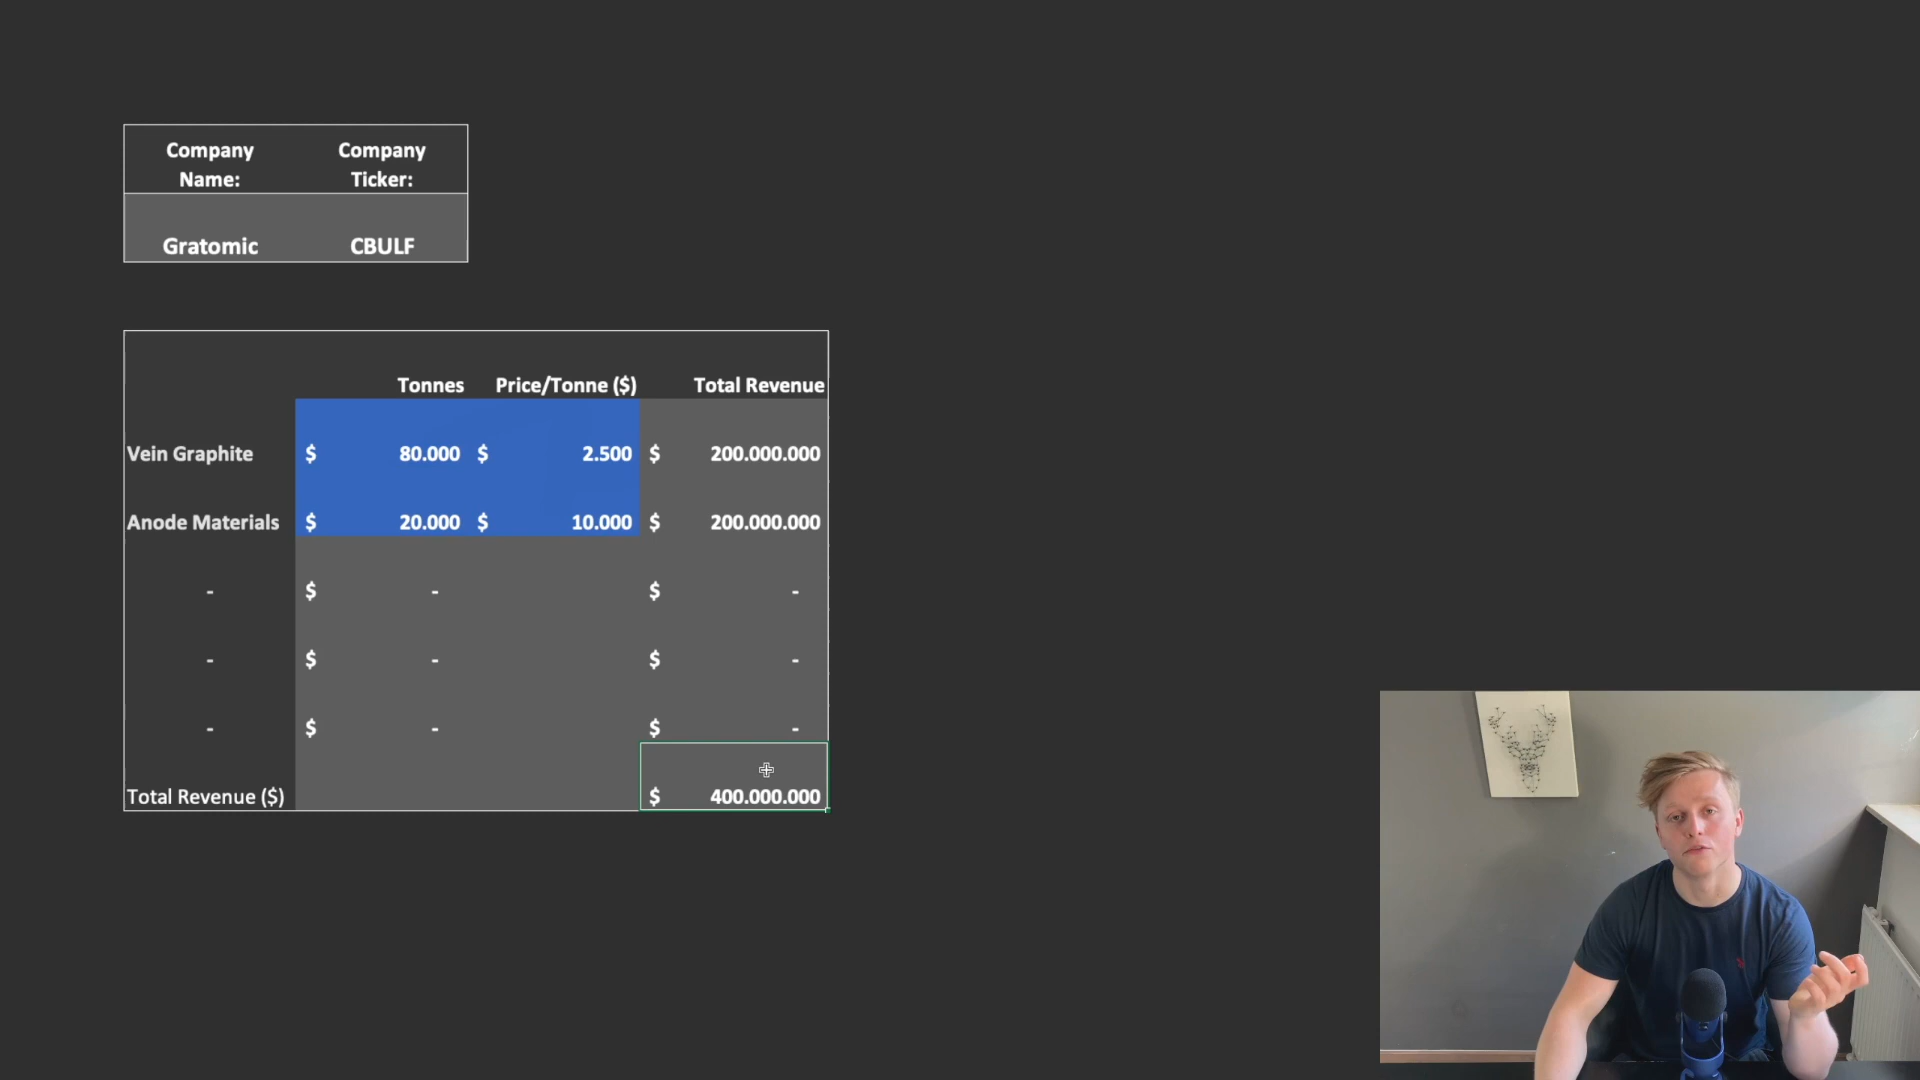 Company Name: Company Ticker:
Gratomic CBULF
Tonnes Price/Tonne ($) Total Revenue
Vein Graphite $ 80.000 $ 2.500 $ 200.000.000
Anode Materials $ 20.000 $ 10.000 $ 200.000.000
- $ - $ -
- $ - $ -
- $ - $ -
Total Revenue ($) $ 400.000.000